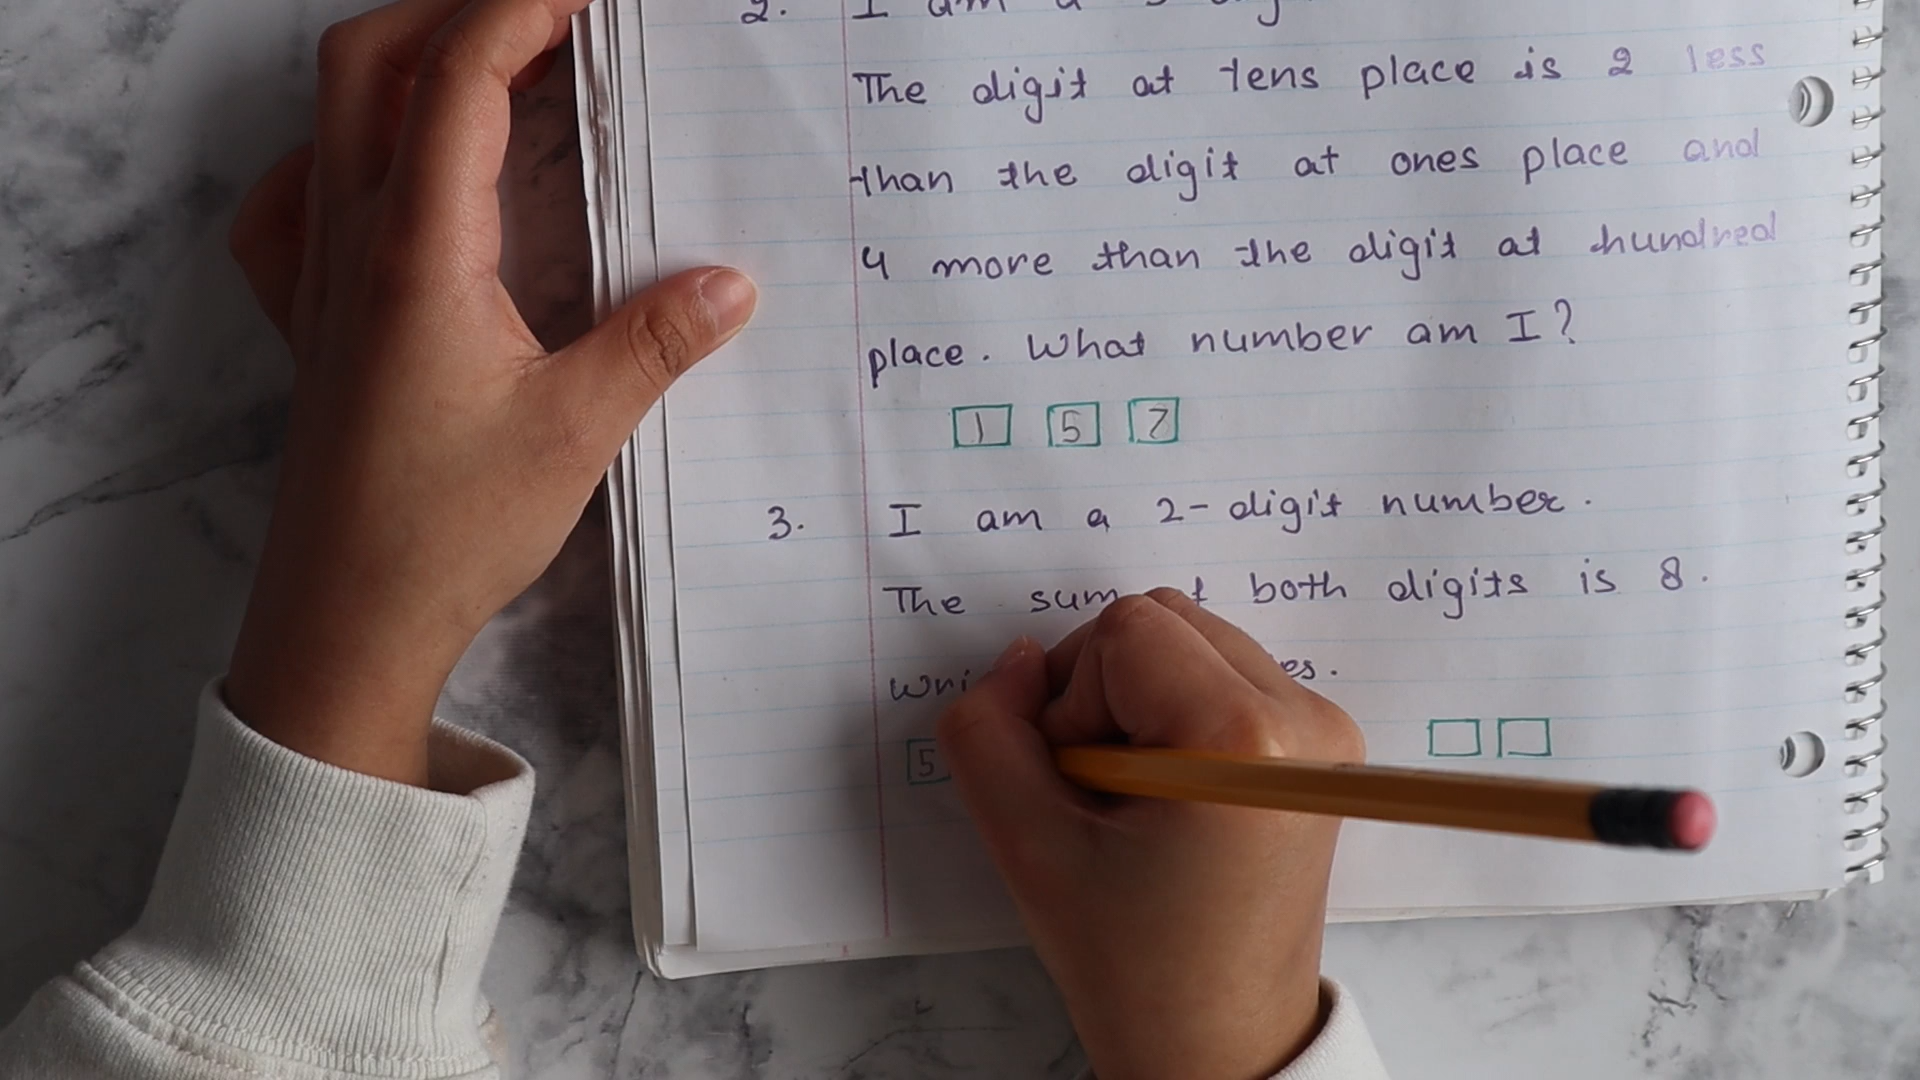 2. I am a
The digit at tens place is 2 less
than the digit at ones place and
4 more than the digit at hundred
place. What number am I?
1 5 7
3. I am a 2-digit number.
The sum both digits is 8.
5